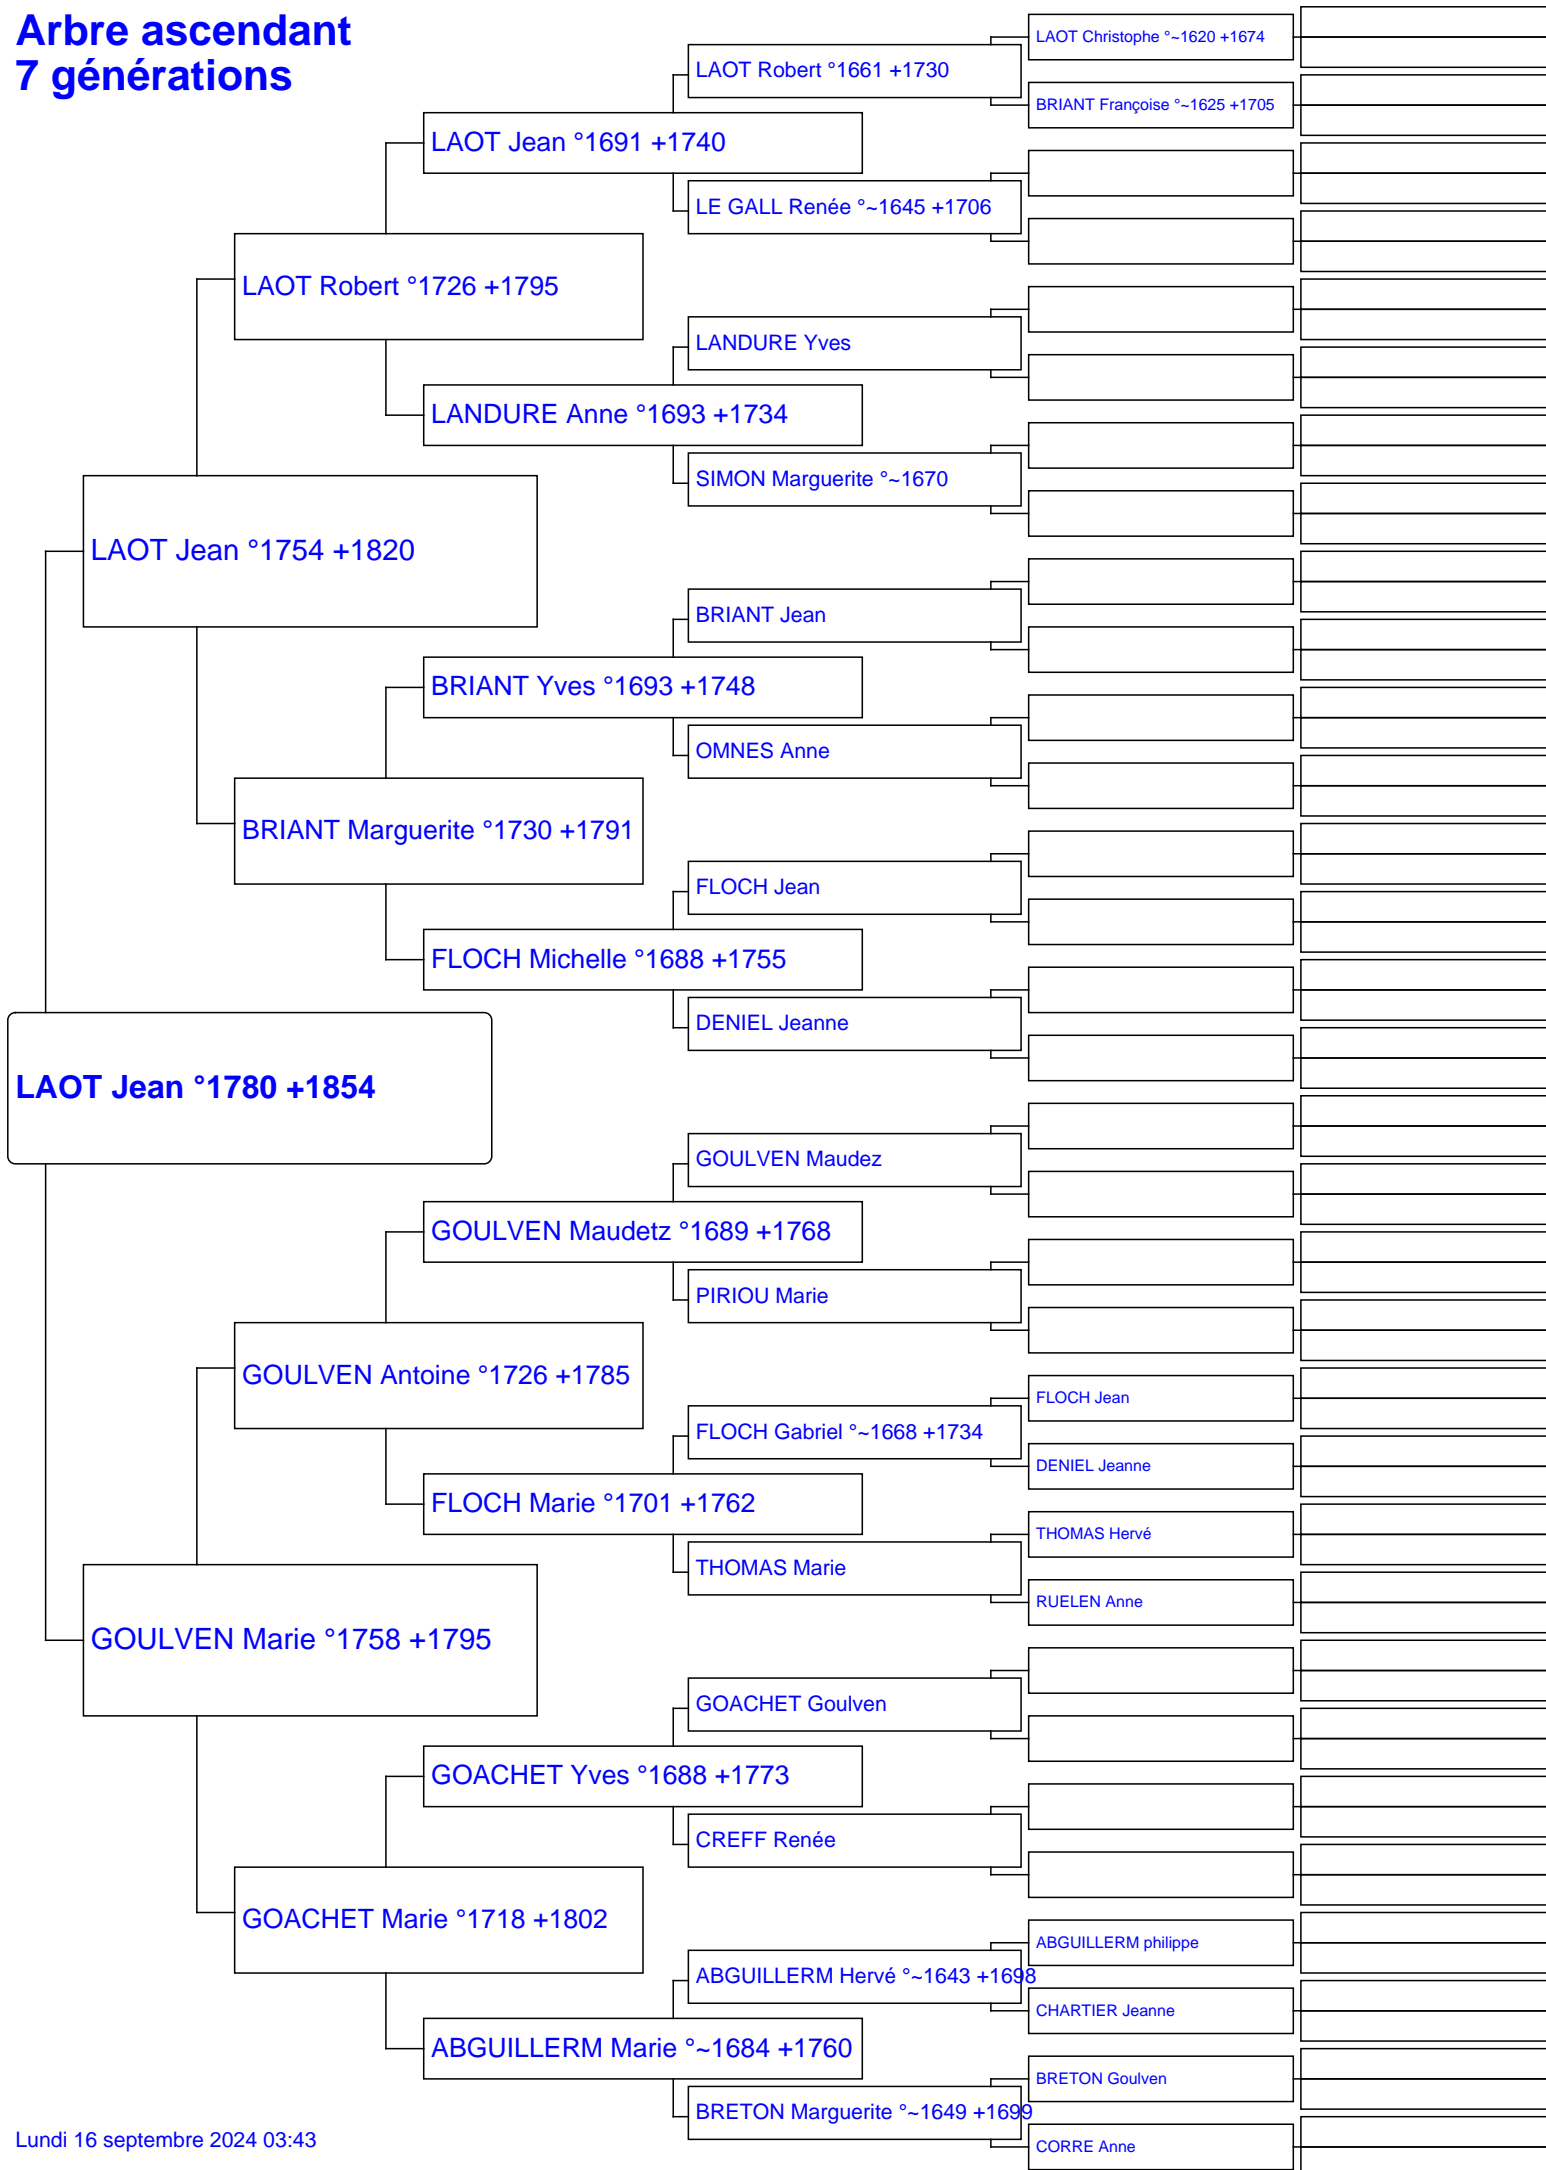 Arbre ascendant
7 générations
LAOT Christophe °~1620 +1674
LAOT Robert °1661 +1730
BRIANT Françoise °~1625 +1705
LAOT Jean °1691 +1740
LE GALL Renée °~1645 +1706
LAOT Robert °1726 +1795
LANDURE Yves
LANDURE Anne °1693 +1734
SIMON Marguerite °~1670
LAOT Jean °1754 +1820
BRIANT Jean
BRIANT Yves °1693 +1748
OMNES Anne
BRIANT Marguerite °1730 +1791
FLOCH Jean
FLOCH Michelle °1688 +1755
DENIEL Jeanne
LAOT Jean °1780 +1854
GOULVEN Maudez
GOULVEN Maudetz °1689 +1768
PIRIOU Marie
GOULVEN Antoine °1726 +1785
FLOCH Jean
FLOCH Gabriel °~1668 +1734
DENIEL Jeanne
FLOCH Marie °1701 +1762
THOMAS Hervé
THOMAS Marie
RUELEN Anne
GOULVEN Marie °1758 +1795
GOACHET Goulven
GOACHET Yves °1688 +1773
CREFF Renée
GOACHET Marie °1718 +1802
ABGUILLERM philippe
ABGUILLERM Hervé °~1643 +1698
CHARTIER Jeanne
ABGUILLERM Marie °~1684 +1760
BRETON Goulven
BRETON Marguerite °~1649 +1699
CORRE Anne
Lundi 16 septembre 2024 03:43